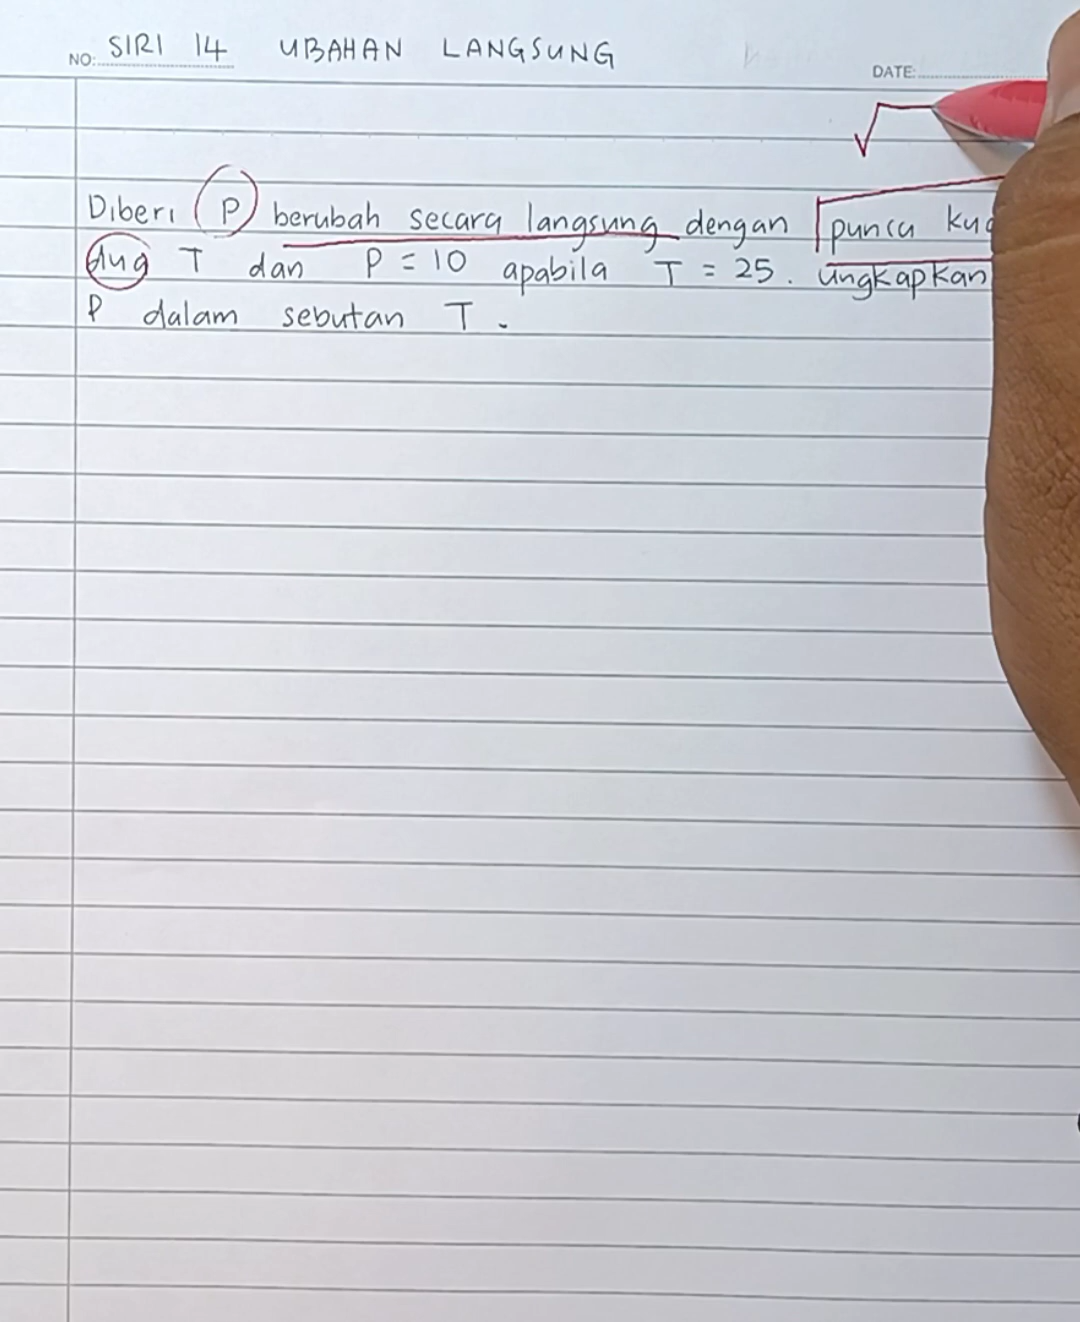 NO: SIRI 14 UBAHAN LANGSUNG
DATE:
√
Diberi P berubah secara langsung dengan punca
dua T dan P = 10 apabila T = 25. Ungkapkan
P dalam sebutan T.